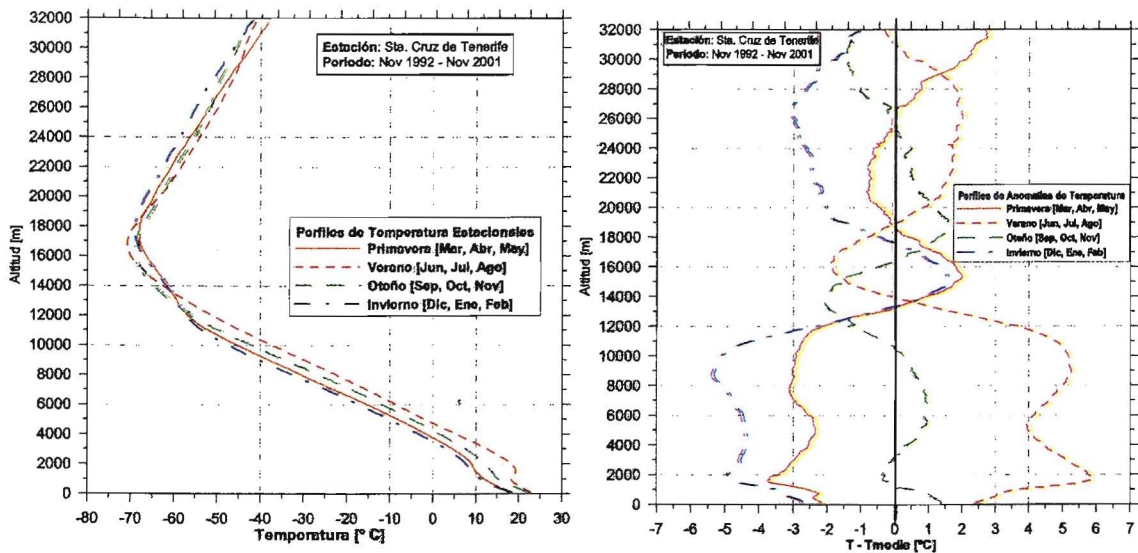 Estación: Sta. Cruz de Tenerife
Periodo: Nov 1992 - Nov 2001
Perfiles de Temperatura Estacionales
Primavera [Mar, Abr, May]
Verano [Jun, Jul, Ago]
Otoño [Sep, Oct, Nov]
Invierno [Dic, Ene, Feb]
Altitud [m]
32000
30000
28000
26000
24000
22000
20000
18000
16000
14000
12000
10000
8000
6000
4000
2000
0
-80 -70 -60 -50 -40 -30 -20 -10 0 10 20 30
Temperatura [º C]
Estación: Sta. Cruz de Tenerife
Periodo: Nov 1992 - Nov 2001
Perfiles de Anomalías de Temperatura
Primavera [Mar, Abr, May]
Verano [Jun, Jul, Ago]
Otoño [Sep, Oct, Nov]
Invierno [Dic, Ene, Feb]
Altitud [m]
32000
30000
28000
26000
24000
22000
20000
18000
16000
14000
12000
10000
8000
6000
4000
2000
0
-7 -6 -5 -4 -3 -2 -1 0 1 2 3 4 5 6 7
T - Tmedia [ºC]